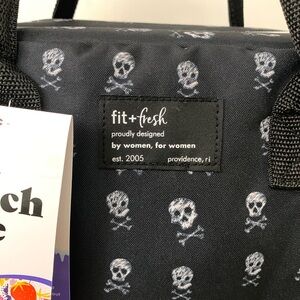 fit+fresh
proudly designed
by women, for women
est. 2005 providence, ri
ch
e